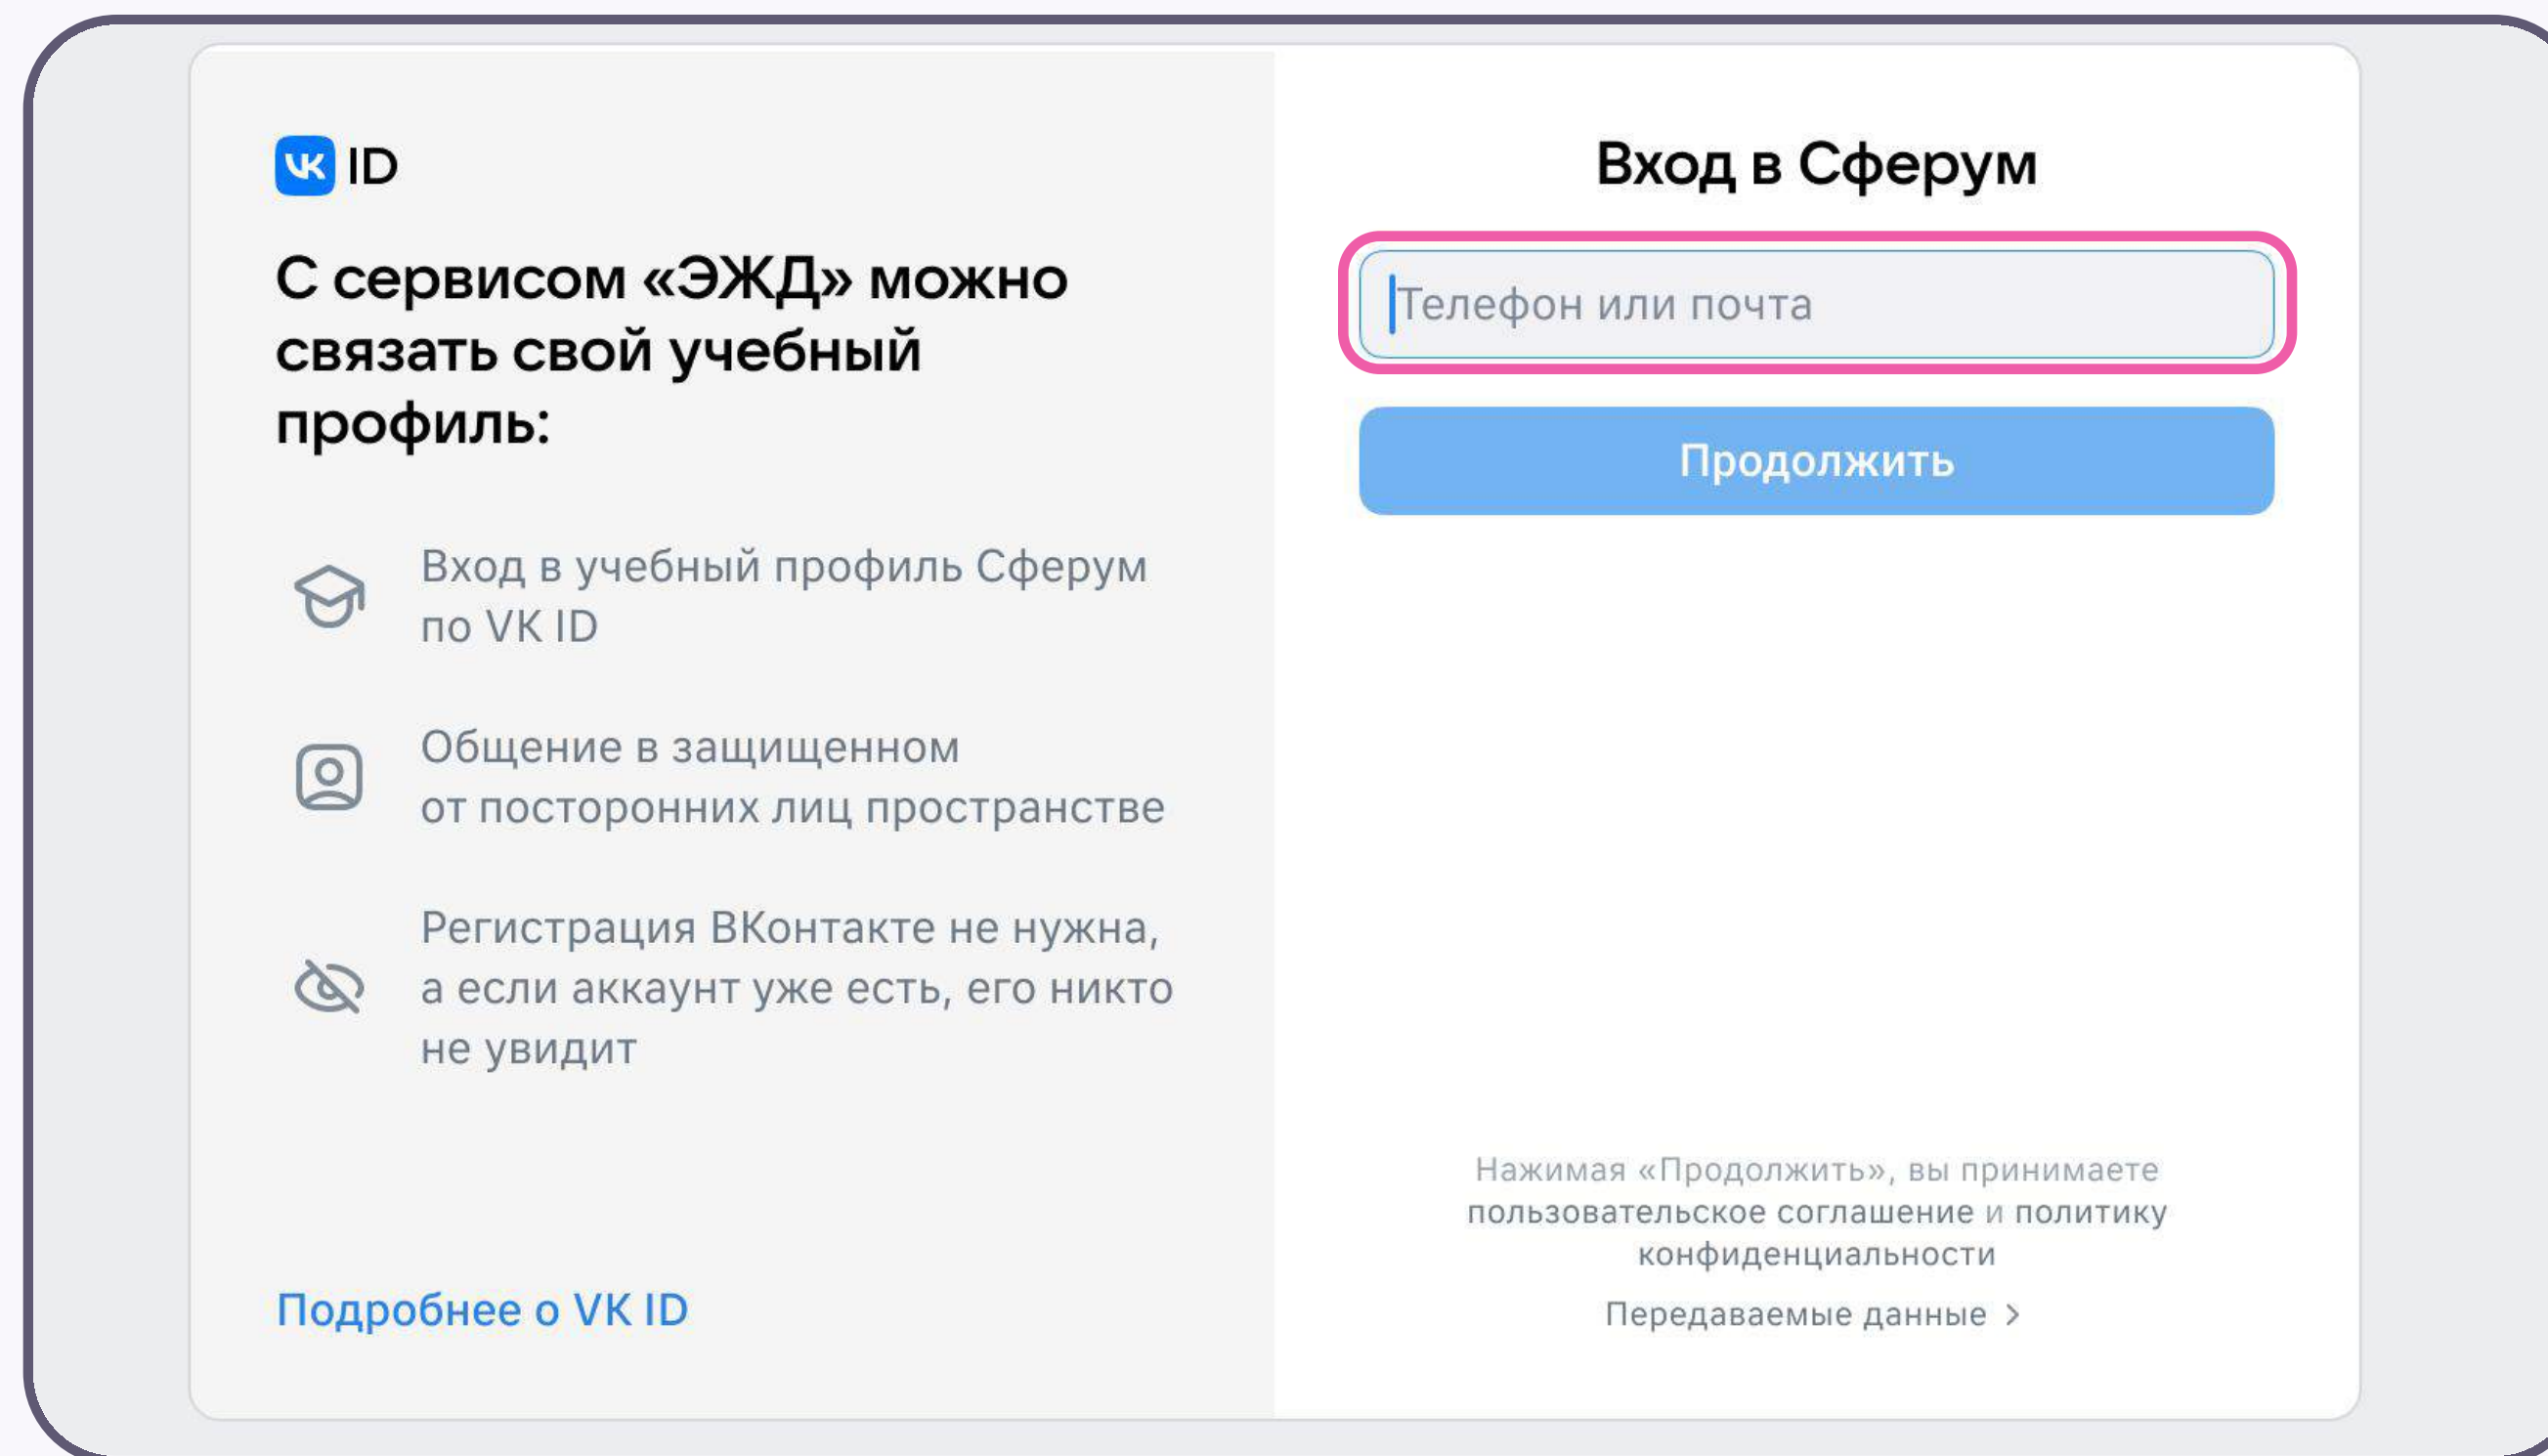 VK ID
С сервисом «ЭЖД» можно
связать свой учебный
профиль:
Вход в учебный профиль Сферум
по VK ID
Общение в защищенном
от посторонних лиц пространстве
Регистрация ВКонтакте не нужна,
а если аккаунт уже есть, его никто
не увидит
Подробнее о VK ID
Вход в Сферум
Телефон или почта
Продолжить
Нажимая «Продолжить», вы принимаете
пользовательское соглашение и политику
конфиденциальности
Передаваемые данные >